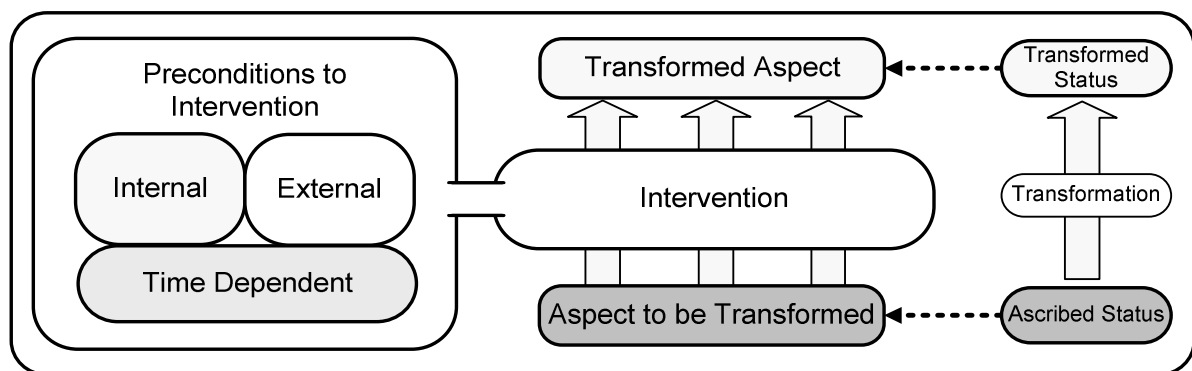 Preconditions to
Intervention
Internal
External
Time Dependent
Transformed Aspect
Intervention
Aspect to be Transformed
Transformed
Status
Transformation
Ascribed Status